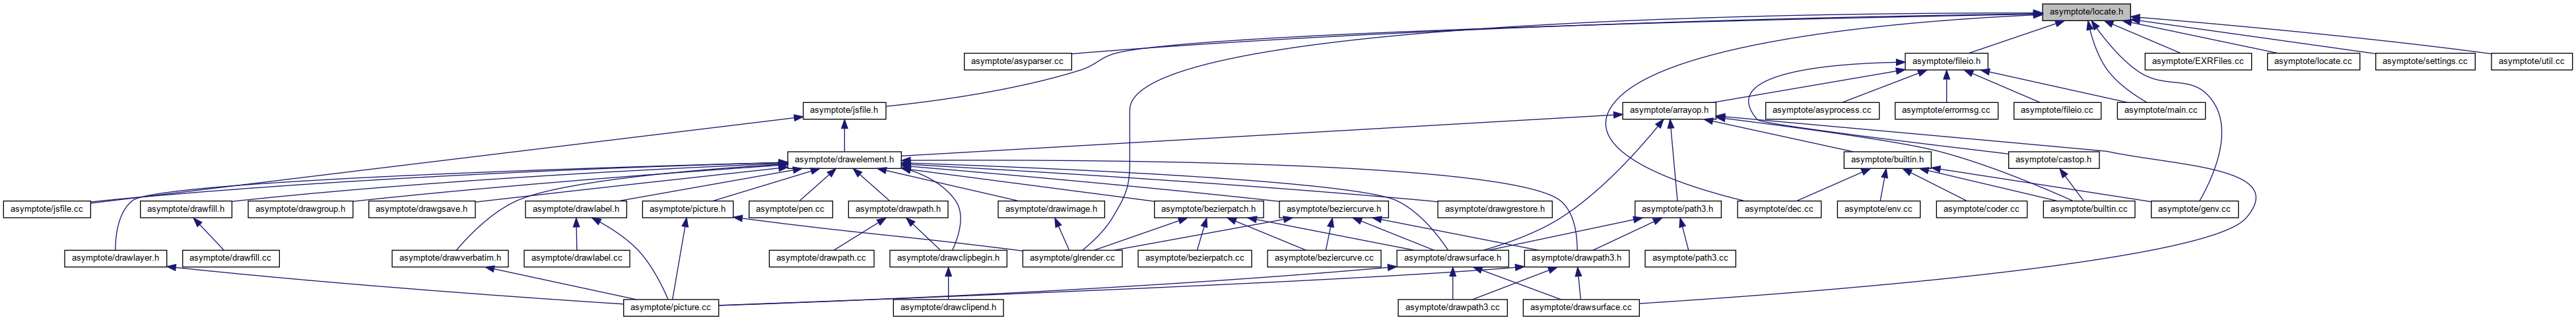 asymptote/locate.h
asymptote/asyparser.cc
asymptote/fileio.h
asymptote/EXRFiles.cc
asymptote/locate.cc
asymptote/settings.cc
asymptote/util.cc
asymptote/jsfile.h
asymptote/arrayop.h
asymptote/asyprocess.cc
asymptote/errormsg.cc
asymptote/fileio.cc
asymptote/main.cc
asymptote/drawelement.h
asymptote/builtin.h
asymptote/castop.h
asymptote/jsfile.cc
asymptote/drawfill.h
asymptote/drawgroup.h
asymptote/drawgsave.h
asymptote/drawlabel.h
asymptote/picture.h
asymptote/pen.cc
asymptote/drawpath.h
asymptote/drawimage.h
asymptote/bezierpatch.h
asymptote/beziercurve.h
asymptote/drawgrestore.h
asymptote/path3.h
asymptote/dec.cc
asymptote/env.cc
asymptote/coder.cc
asymptote/builtin.cc
asymptote/genv.cc
asymptote/drawlayer.h
asymptote/drawfill.cc
asymptote/drawverbatim.h
asymptote/drawlabel.cc
asymptote/drawpath.cc
asymptote/drawclipbegin.h
asymptote/glrender.cc
asymptote/bezierpatch.cc
asymptote/beziercurve.cc
asymptote/drawsurface.h
asymptote/drawpath3.h
asymptote/path3.cc
asymptote/picture.cc
asymptote/drawclipend.h
asymptote/drawpath3.cc
asymptote/drawsurface.cc